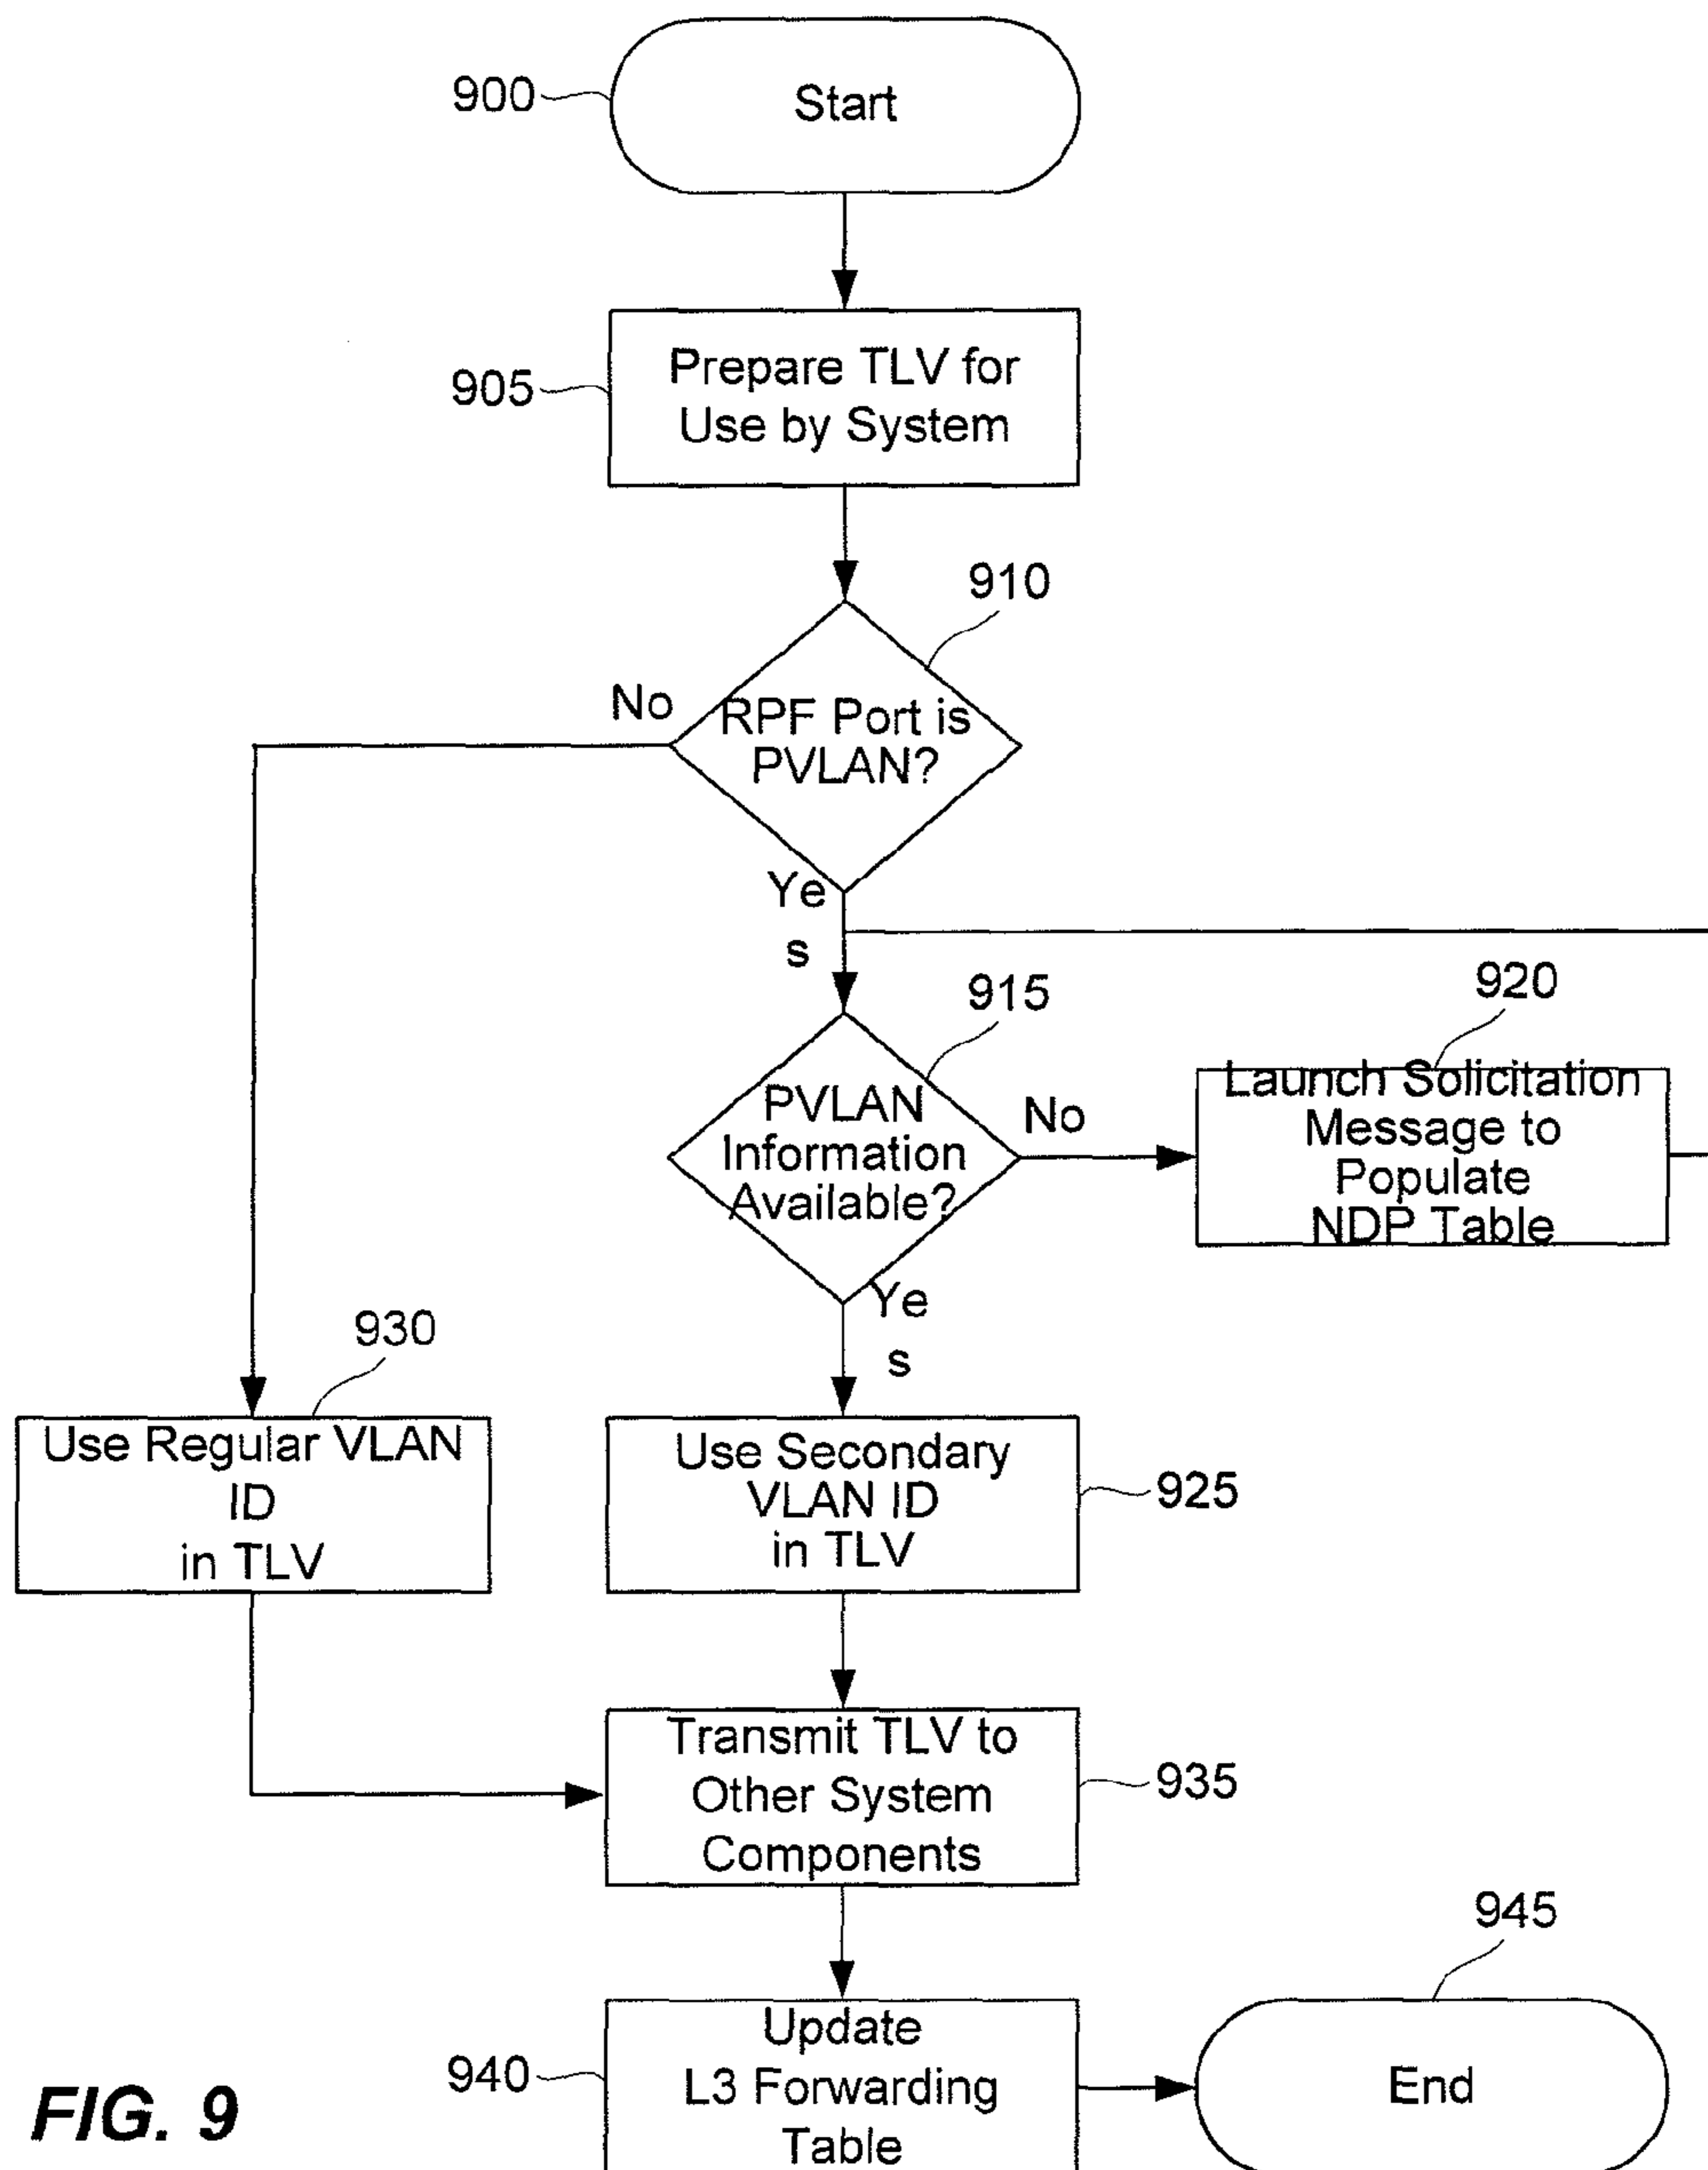 900
Start
905
Prepare TLV for
Use by System
910
No
RPF Port is
PVLAN?
Ye
s
915
920
PVLAN
Information
Available?
No
Launch Solicitation
Message to
Populate
NDP Table
Ye
s
930
Use Regular VLAN
ID
in TLV
Use Secondary
VLAN ID
in TLV
925
Transmit TLV to
Other System
Components
935
945
940
Update
L3 Forwarding
Table
End
FIG. 9